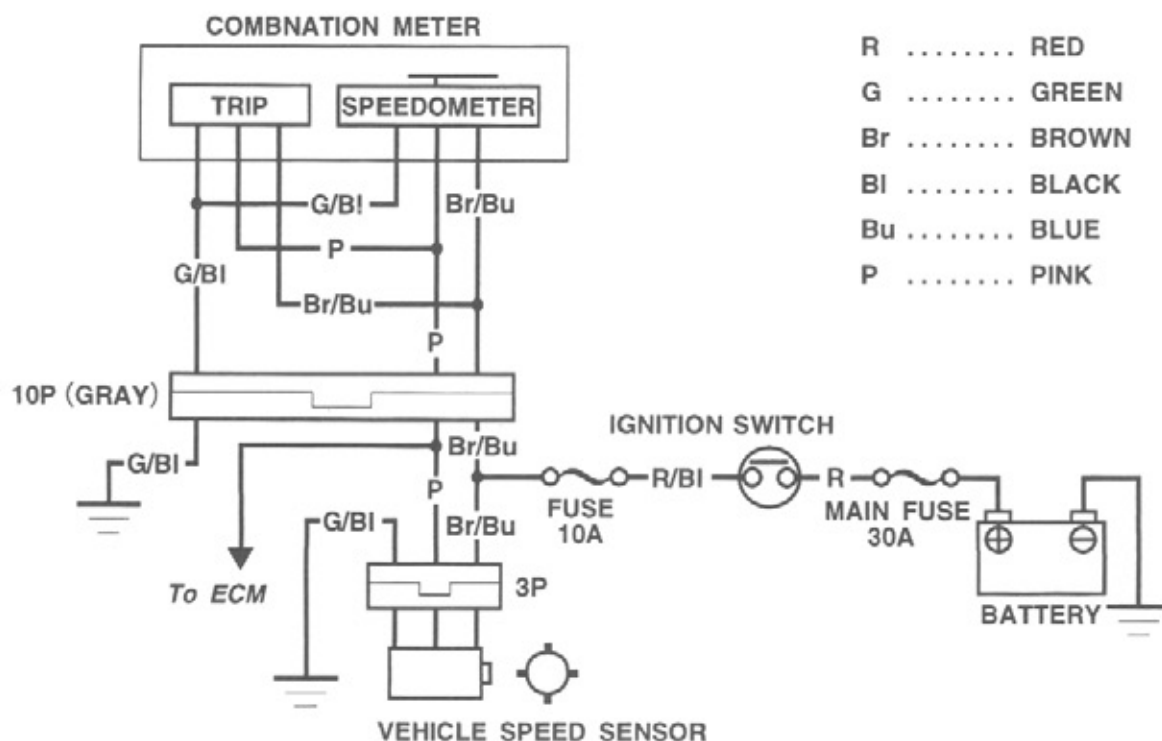 COMBNATION METER
TRIP
SPEEDOMETER
G/Bl
Br/Bu
P
G/Bl
Br/Bu
P
10P (GRAY)
G/Bl
Br/Bu
P
G/Bl
Br/Bu
To ECM
3P
VEHICLE SPEED SENSOR
IGNITION SWITCH
FUSE
10A
R/Bl
R
MAIN FUSE
30A
BATTERY
R ........ RED
G ........ GREEN
Br ........ BROWN
Bl ........ BLACK
Bu ........ BLUE
P ........ PINK